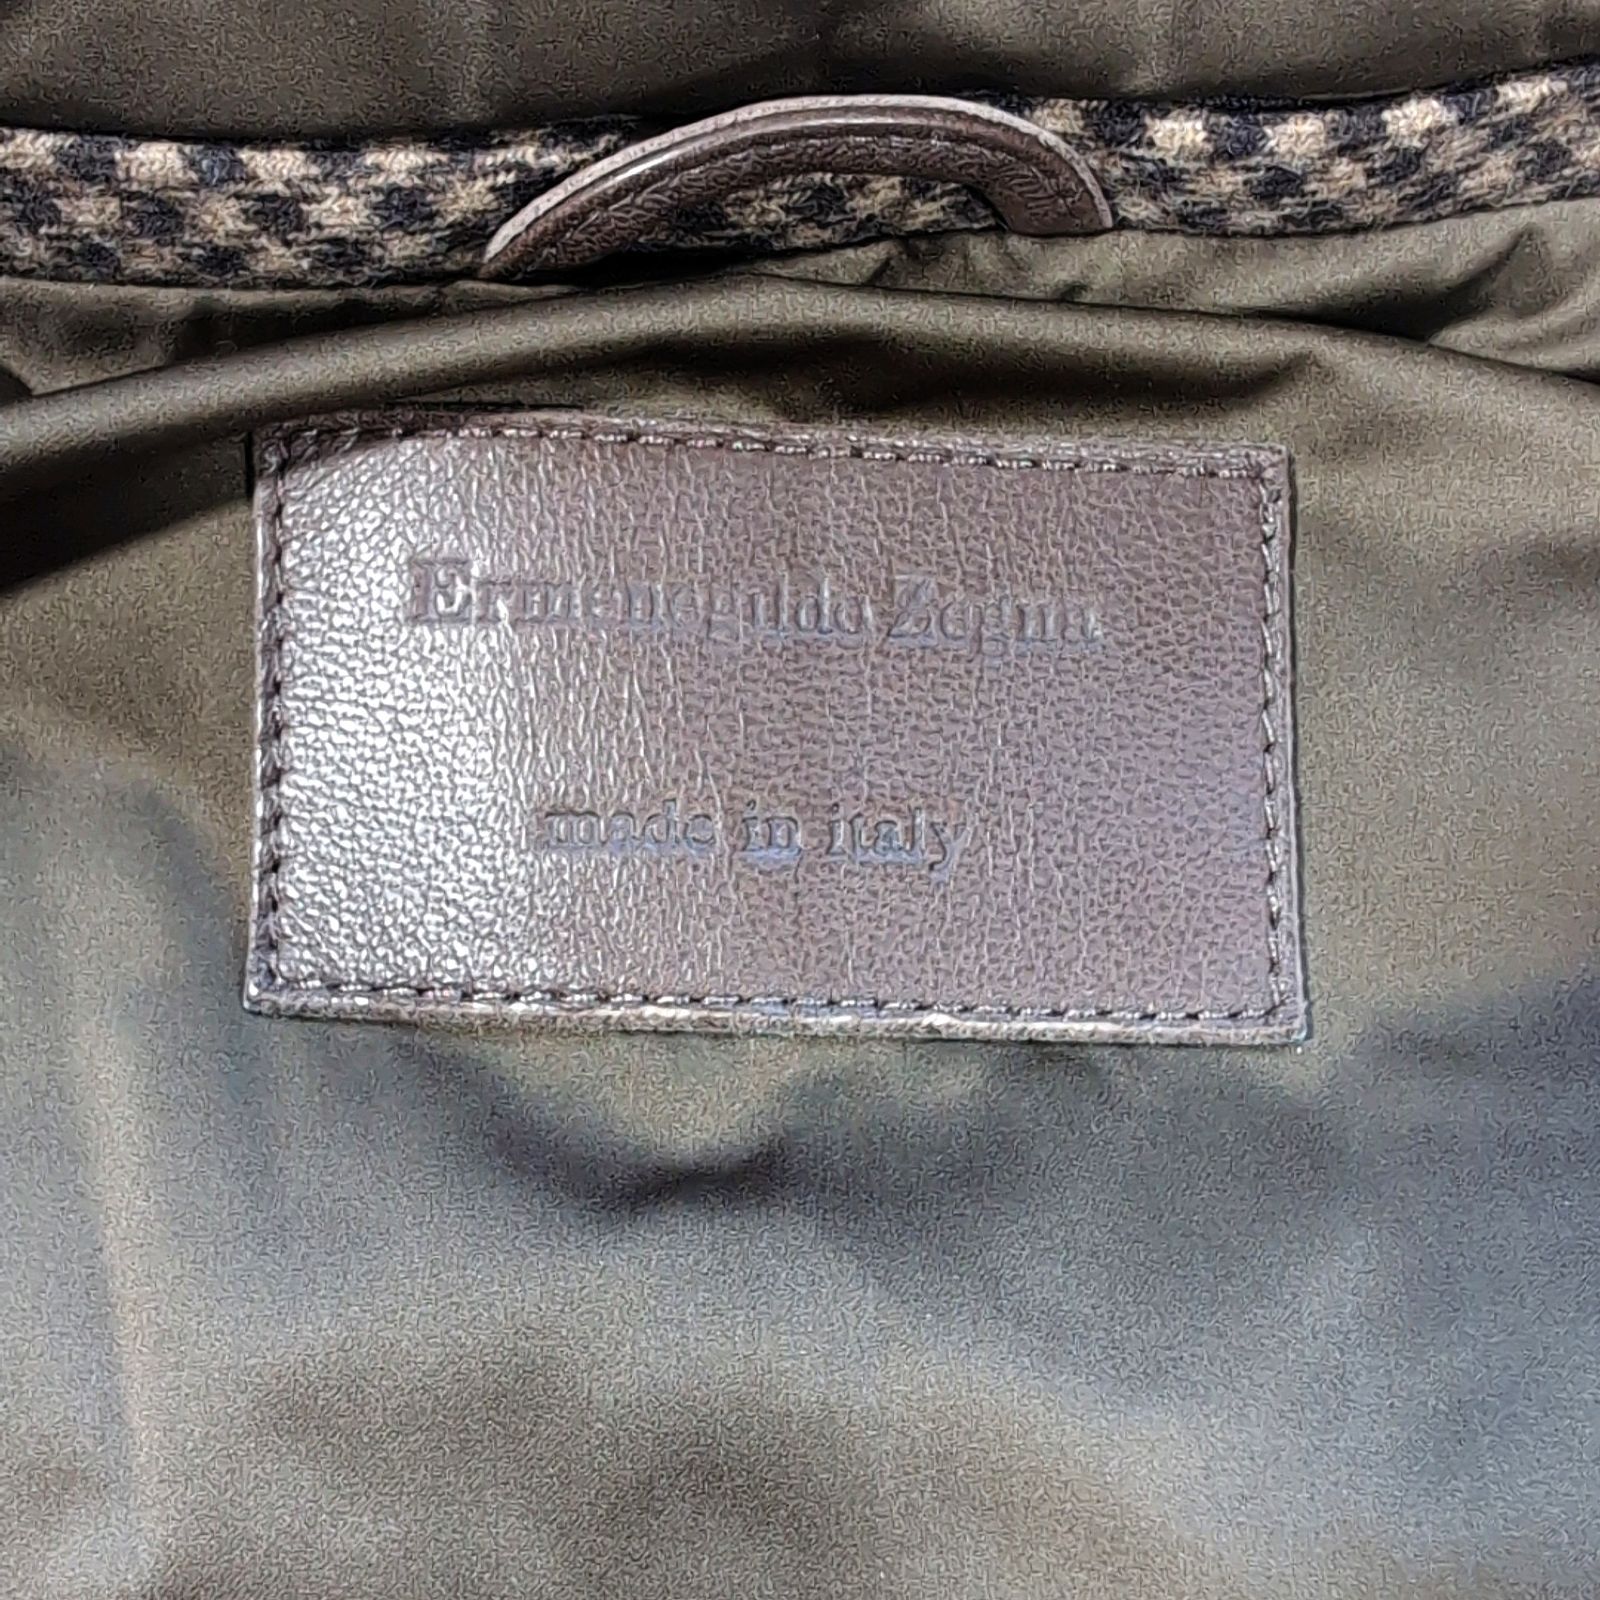 Ermenegildo Zegna
made in italy